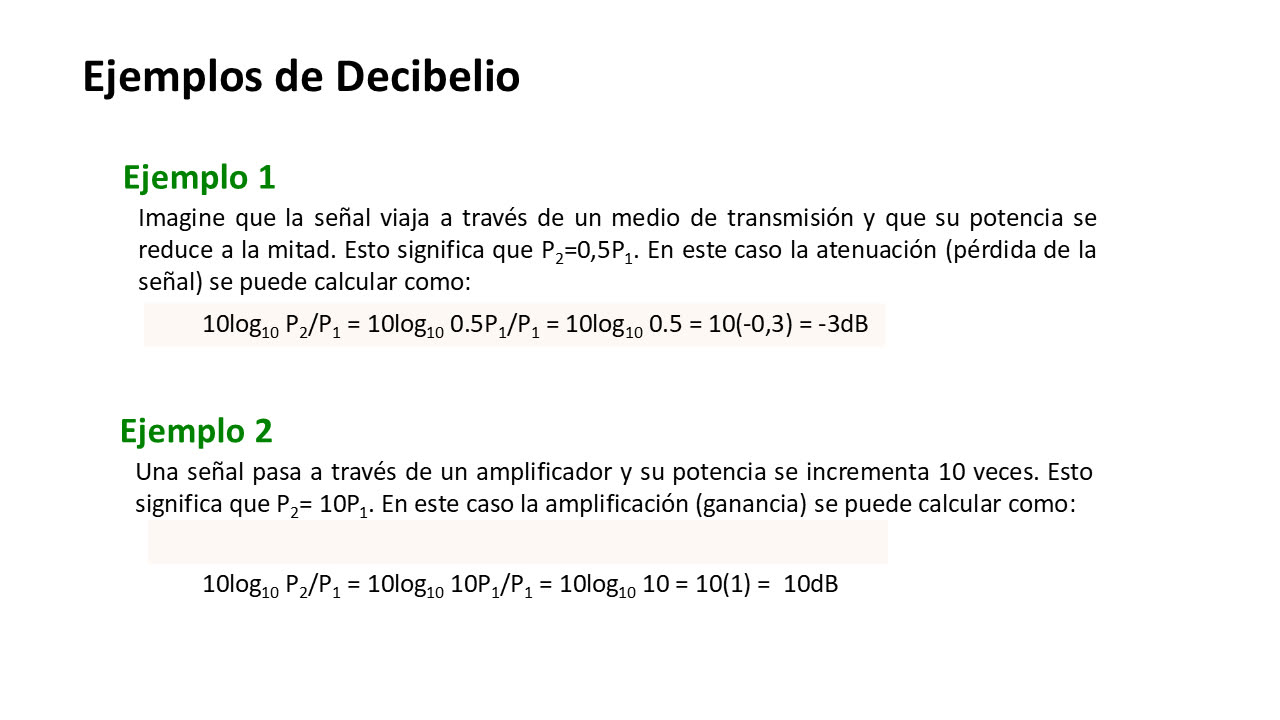 Ejemplos de Decibelio
Ejemplo 1
Imagine que la señal viaja a través de un medio de transmisión y que su potencia se
reduce a la mitad. Esto significa que P₂=0,5P₁. En este caso la atenuación (pérdida de la
señal) se puede calcular como:
10log₁₀ P₂/P₁ = 10log₁₀ 0.5P₁/P₁ = 10log₁₀ 0.5 = 10(-0,3) = -3dB
Ejemplo 2
Una señal pasa a través de un amplificador y su potencia se incrementa 10 veces. Esto
significa que P₂= 10P₁. En este caso la amplificación (ganancia) se puede calcular como:
10log₁₀ P₂/P₁ = 10log₁₀ 10P₁/P₁ = 10log₁₀ 10 = 10(1) = 10dB